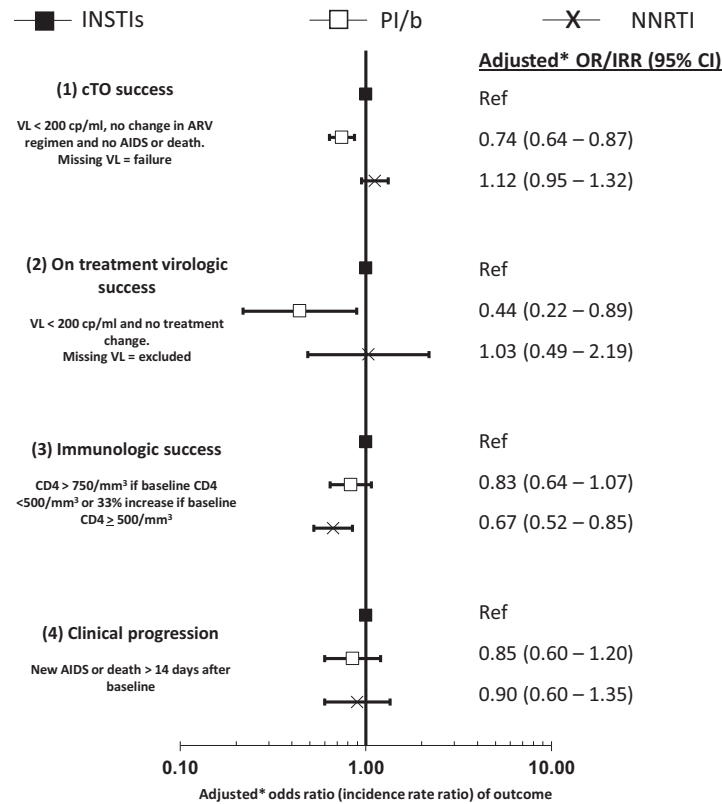 INSTIs PI/b NNRTI
Adjusted* OR/IRR (95% CI)
(1) cTO success
VL < 200 cp/ml, no change in ARV
regimen and no AIDS or death.
Missing VL = failure
Ref
0.74 (0.64 – 0.87)
1.12 (0.95 – 1.32)
(2) On treatment virologic
success
VL < 200 cp/ml and no treatment
change.
Missing VL = excluded
Ref
0.44 (0.22 – 0.89)
1.03 (0.49 – 2.19)
(3) Immunologic success
CD4 > 750/mm³ if baseline CD4
<500/mm³ or 33% increase if baseline
CD4 ≥ 500/mm³
Ref
0.83 (0.64 – 1.07)
0.67 (0.52 – 0.85)
(4) Clinical progression
New AIDS or death > 14 days after
baseline
Ref
0.85 (0.60 – 1.20)
0.90 (0.60 – 1.35)
0.10 1.00 10.00
Adjusted* odds ratio (incidence rate ratio) of outcome